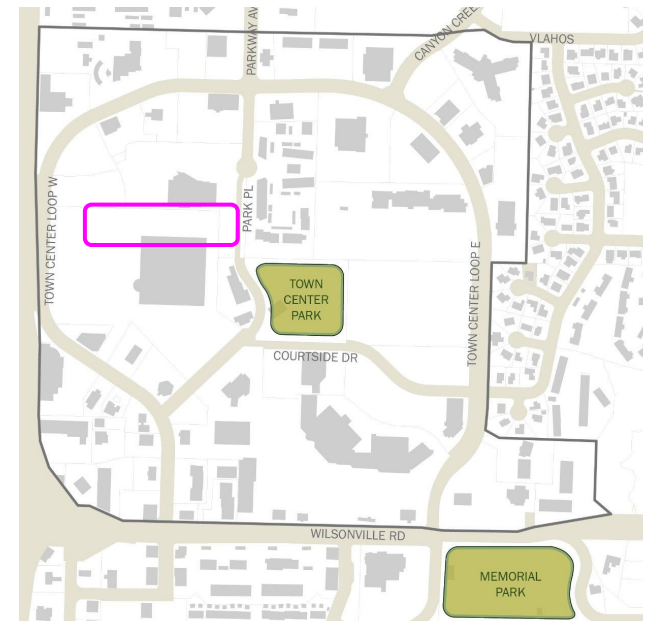 PARKWAY AV
CANYON CREE
VLAHOS
TOWN CENTER LOOP W
PARK PL
TOWN CENTER LOOP E
TOWN
CENTER
PARK
COURTSIDE DR
WILSONVILLE RD
MEMORIAL
PARK